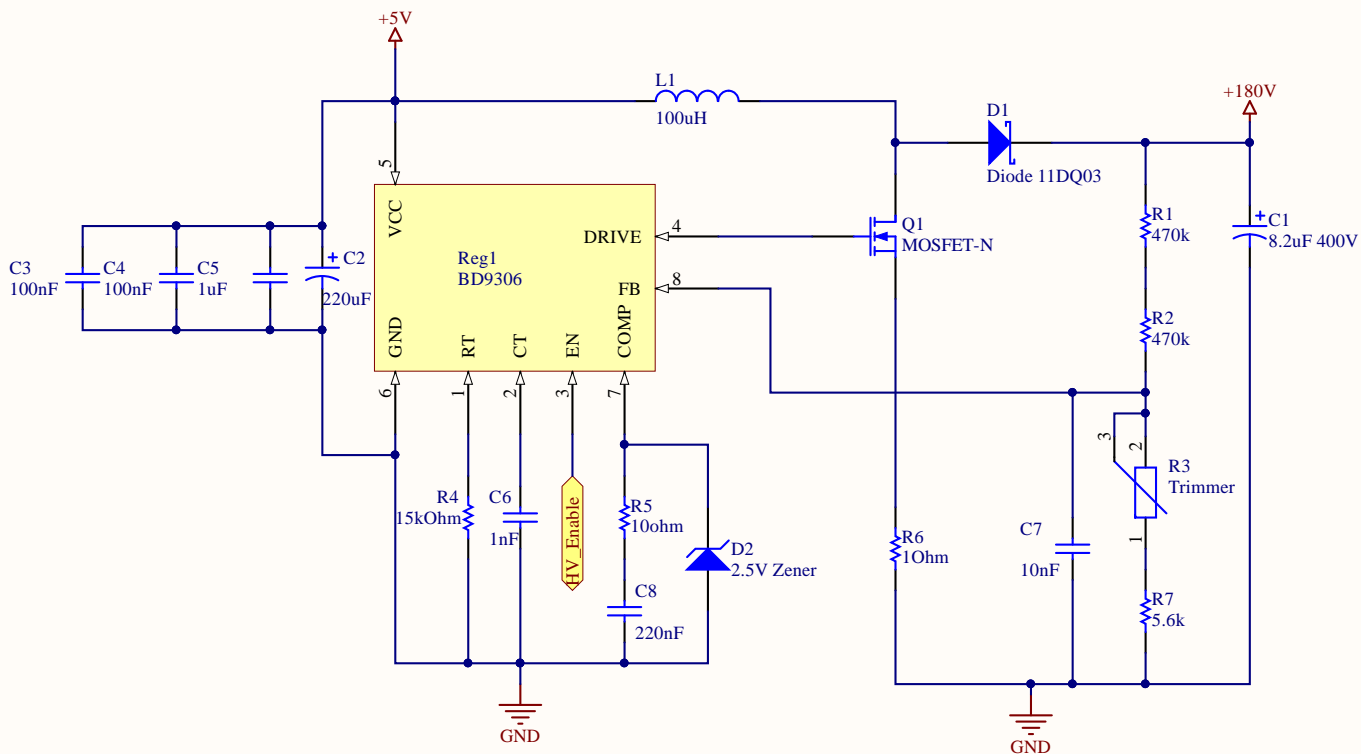 +5V
L1
100uH
+180V
D1
Diode 11DQ03
5
VCC
DRIVE
4
Q1
MOSFET-N
R1
470k
C1
8.2uF 400V
Reg1
BD9306
FB
8
C3
100nF
C4
100nF
C5
1uF
C2
220uF
R2
470k
GND
RT
CT
EN
COMP
6
1
2
3
7
3
2
R3
Trimmer
1
R4
15kOhm
C6
1nF
HV_Enable
R5
10ohm
D2
2.5V Zener
R6
1Ohm
C7
10nF
C8
220nF
R7
5.6k
GND
GND